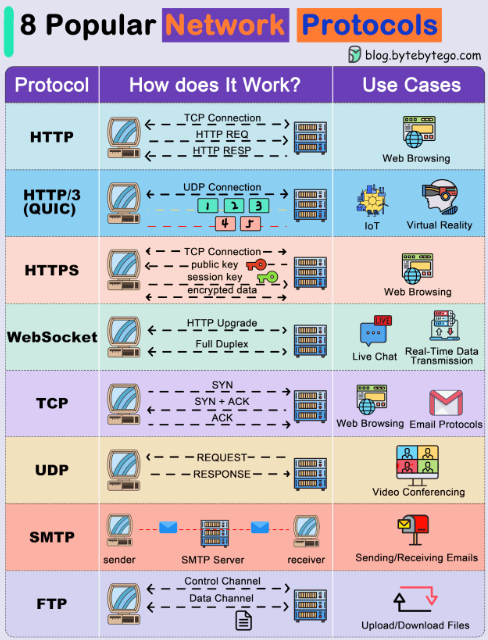 8 Popular Network Protocols
blog.bytebytego.com
Protocol
How does It Work?
Use Cases
HTTP
TCP Connection
HTTP REQ
HTTP RESP
Web Browsing
HTTP/3
(QUIC)
UDP Connection
1 2 3
4 5
IoT
Virtual Reality
HTTPS
TCP Connection
public key
session key
encrypted data
Web Browsing
WebSocket
HTTP Upgrade
Full Duplex
LIVE
Live Chat
Real-Time Data
Transmission
TCP
SYN
SYN + ACK
ACK
Web Browsing
Email Protocols
UDP
REQUEST
RESPONSE
Video Conferencing
SMTP
sender
SMTP Server
receiver
Sending/Receiving Emails
FTP
Control Channel
Data Channel
Upload/Download Files